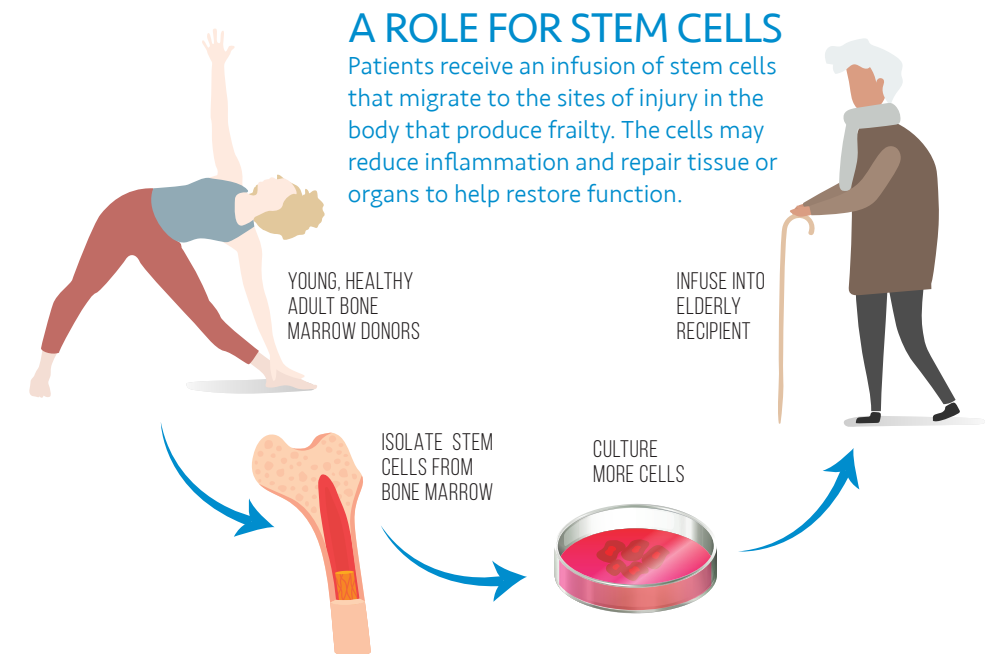 A ROLE FOR STEM CELLS
Patients receive an infusion of stem cells
that migrate to the sites of injury in the
body that produce frailty. The cells may
reduce inflammation and repair tissue or
organs to help restore function.
YOUNG, HEALTHY
ADULT BONE
MARROW DONORS
ISOLATE STEM
CELLS FROM
BONE MARROW
CULTURE
MORE CELLS
INFUSE INTO
ELDERLY
RECIPIENT